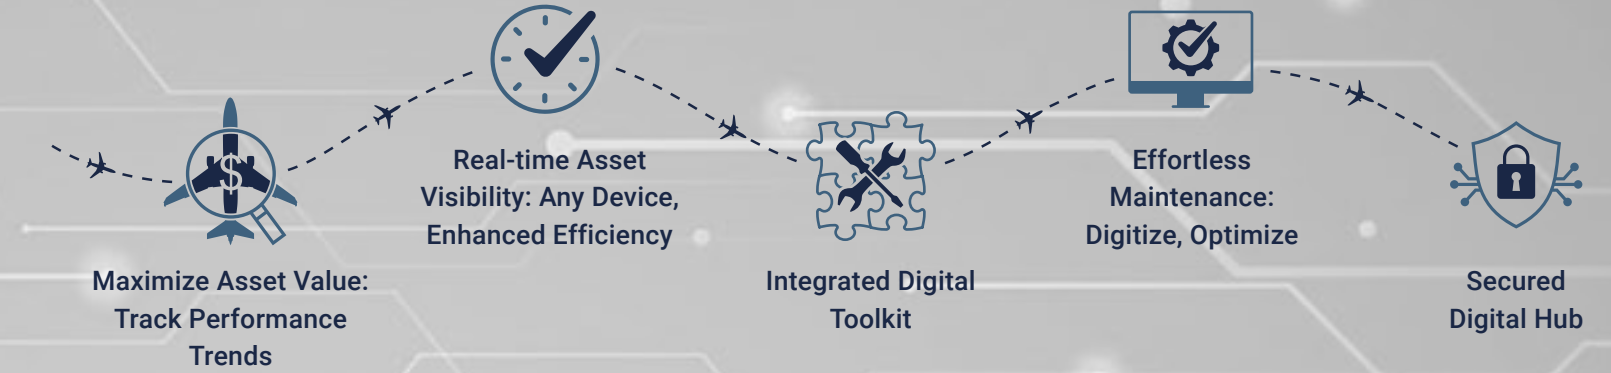 Maximize Asset Value:
Track Performance
Trends
Real-time Asset
Visibility: Any Device,
Enhanced Efficiency
Integrated Digital
Toolkit
Effortless
Maintenance:
Digitize, Optimize
Secured
Digital Hub
$